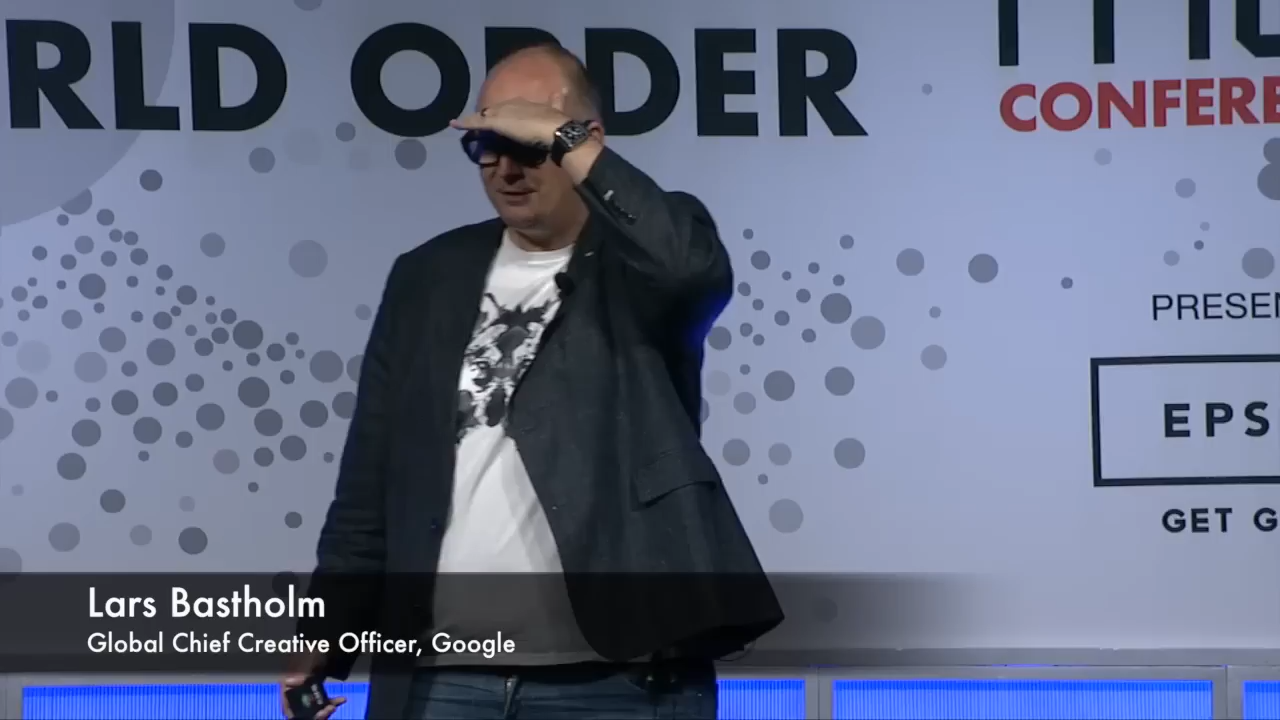 RLD ORDER
CONFERE
PRESEN
EPS
GET G
Lars Bastholm
Global Chief Creative Officer, Google